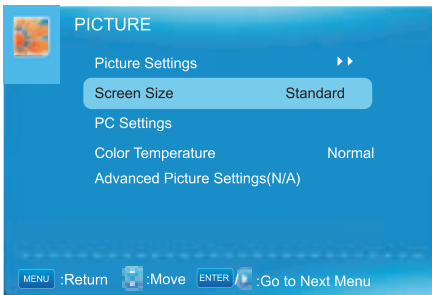 PICTURE
Picture Settings
Screen Size Standard
PC Settings
Color Temperature Normal
Advanced Picture Settings(N/A)
MENU :Return :Move ENTER / :Go to Next Menu